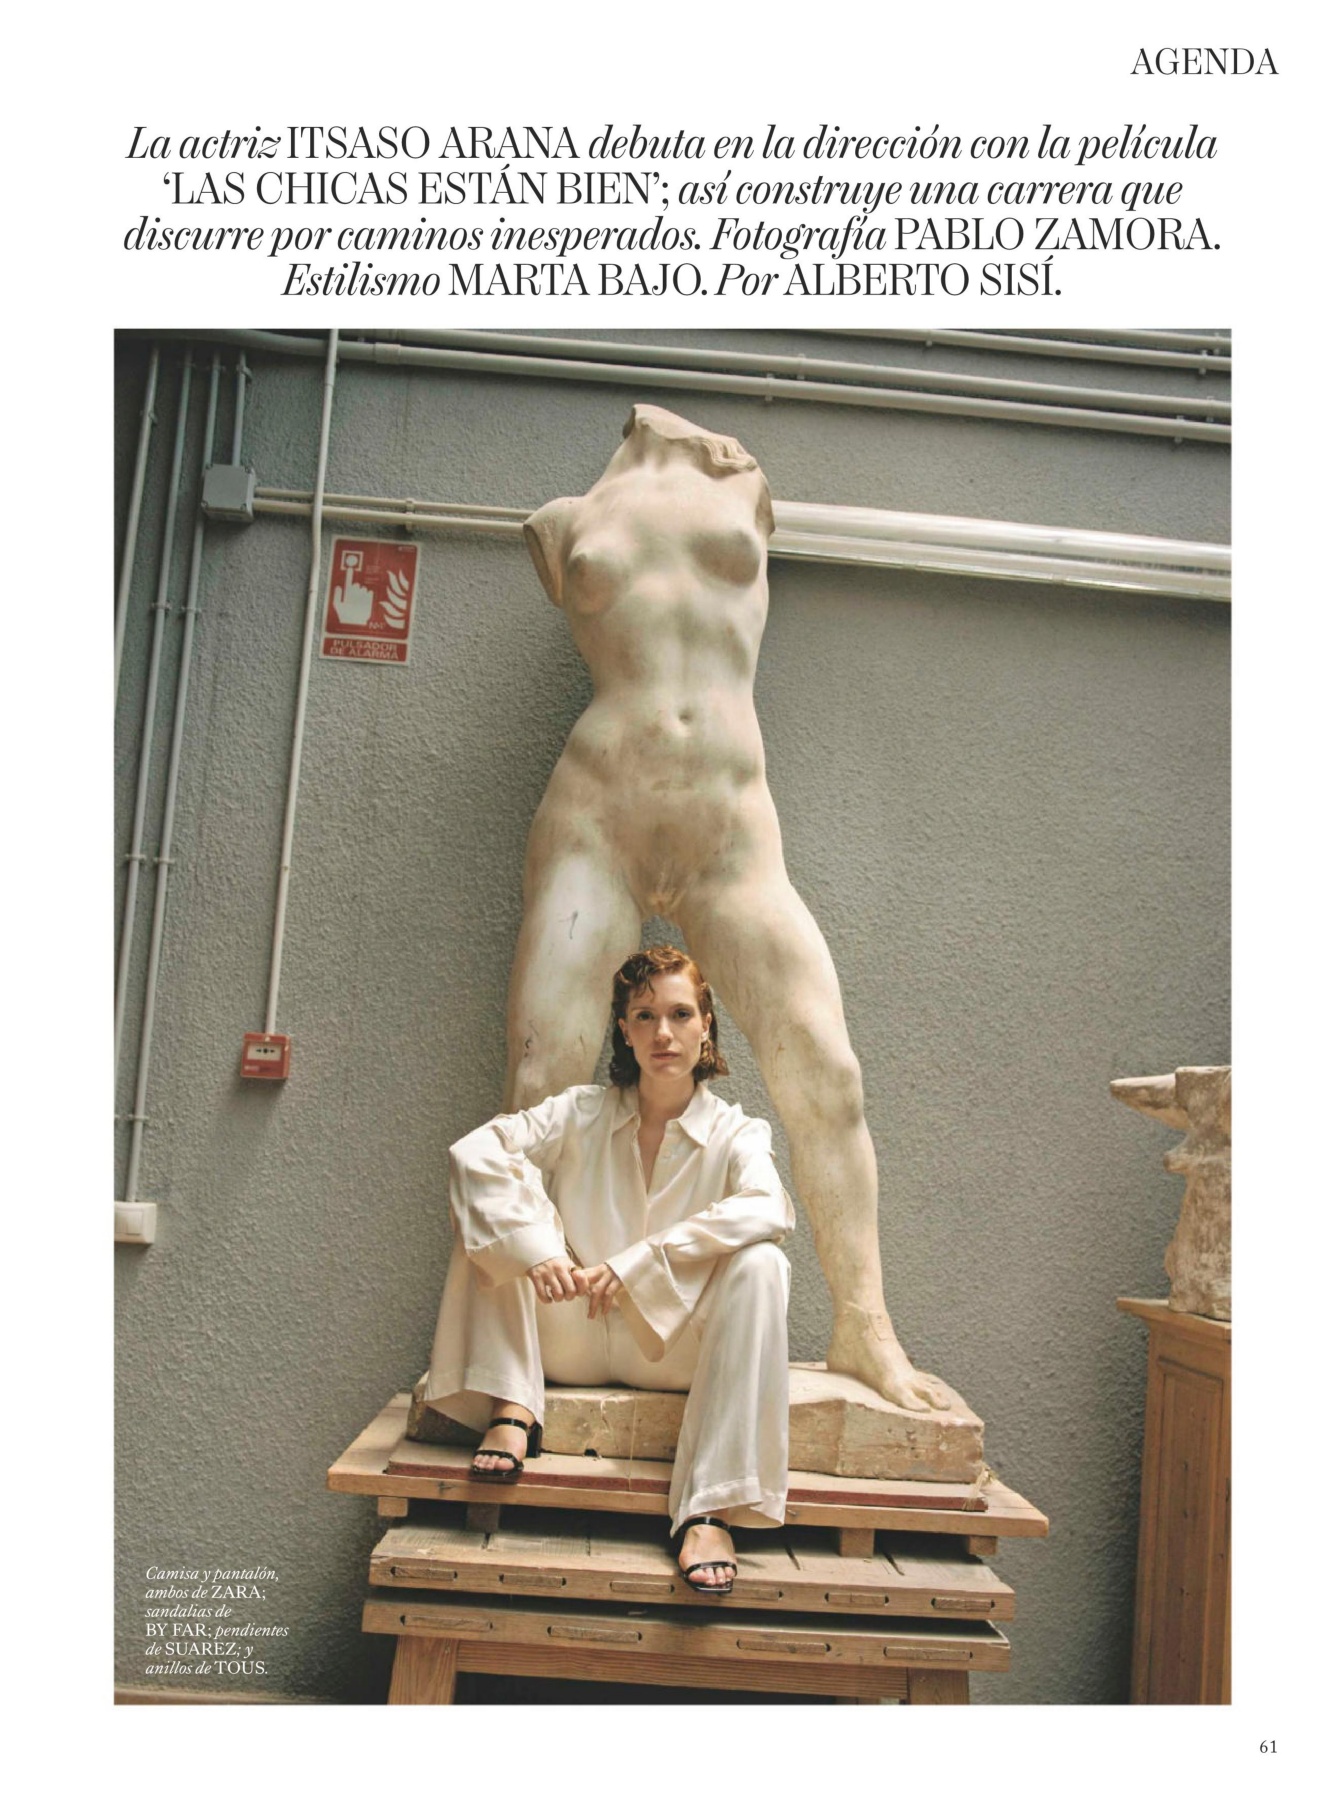 AGENDA
La actriz ITSASO ARANA debuta en la dirección con la película
‘LAS CHICAS ESTÁN BIEN’; así construye una carrera que
discurre por caminos inesperados. Fotografía PABLO ZAMORA.
Estilismo MARTA BAJO. Por ALBERTO SISÍ.
PULSADOR
DE ALARMA
Camisa y pantalón,
ambos de ZARA;
sandalias de
BY FAR; pendientes
de SUAREZ; y
anillos de TOUS.
61